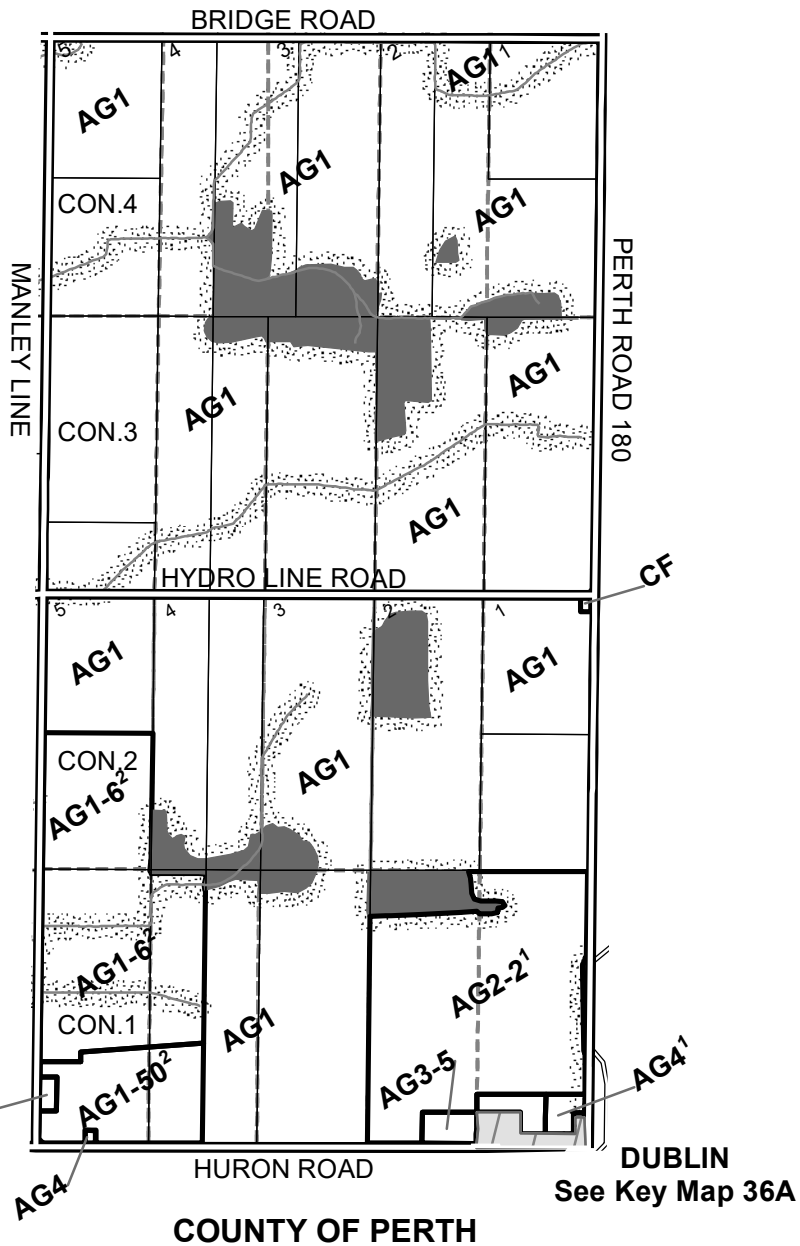 BRIDGE ROAD
5 4 3 2 1
AG1¹
AG1
AG1
CON.4
AG1
MANLEY LINE
PERTH ROAD 180
AG1
AG1
CON.3
AG1
HYDRO LINE ROAD
CF
5 4 3 2 1
AG1
AG1
CON.2
AG1
AG1-6²
AG1-6²
AG2-2¹
CON.1
AG1
AG3-5
AG4¹
AG1-50²
AG4
HURON ROAD
DUBLIN
See Key Map 36A
COUNTY OF PERTH